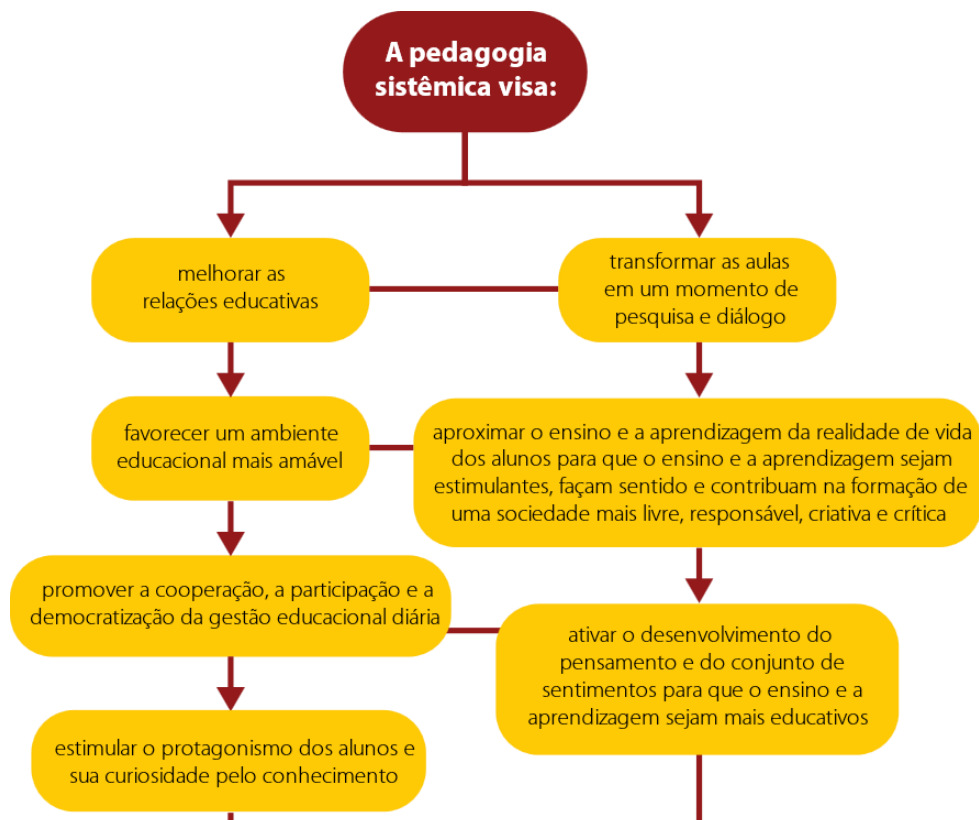 A pedagogia
sistêmica visa:
melhorar as
relações educativas
transformar as aulas
em um momento de
pesquisa e diálogo
favorecer um ambiente
educacional mais amável
aproximar o ensino e a aprendizagem da realidade de vida
dos alunos para que o ensino e a aprendizagem sejam
estimulantes, façam sentido e contribuam na formação de
uma sociedade mais livre, responsável, criativa e crítica
promover a cooperação, a participação e a
democratização da gestão educacional diária
ativar o desenvolvimento do
pensamento e do conjunto de
sentimentos para que o ensino e a
aprendizagem sejam mais educativos
estimular o protagonismo dos alunos e
sua curiosidade pelo conhecimento